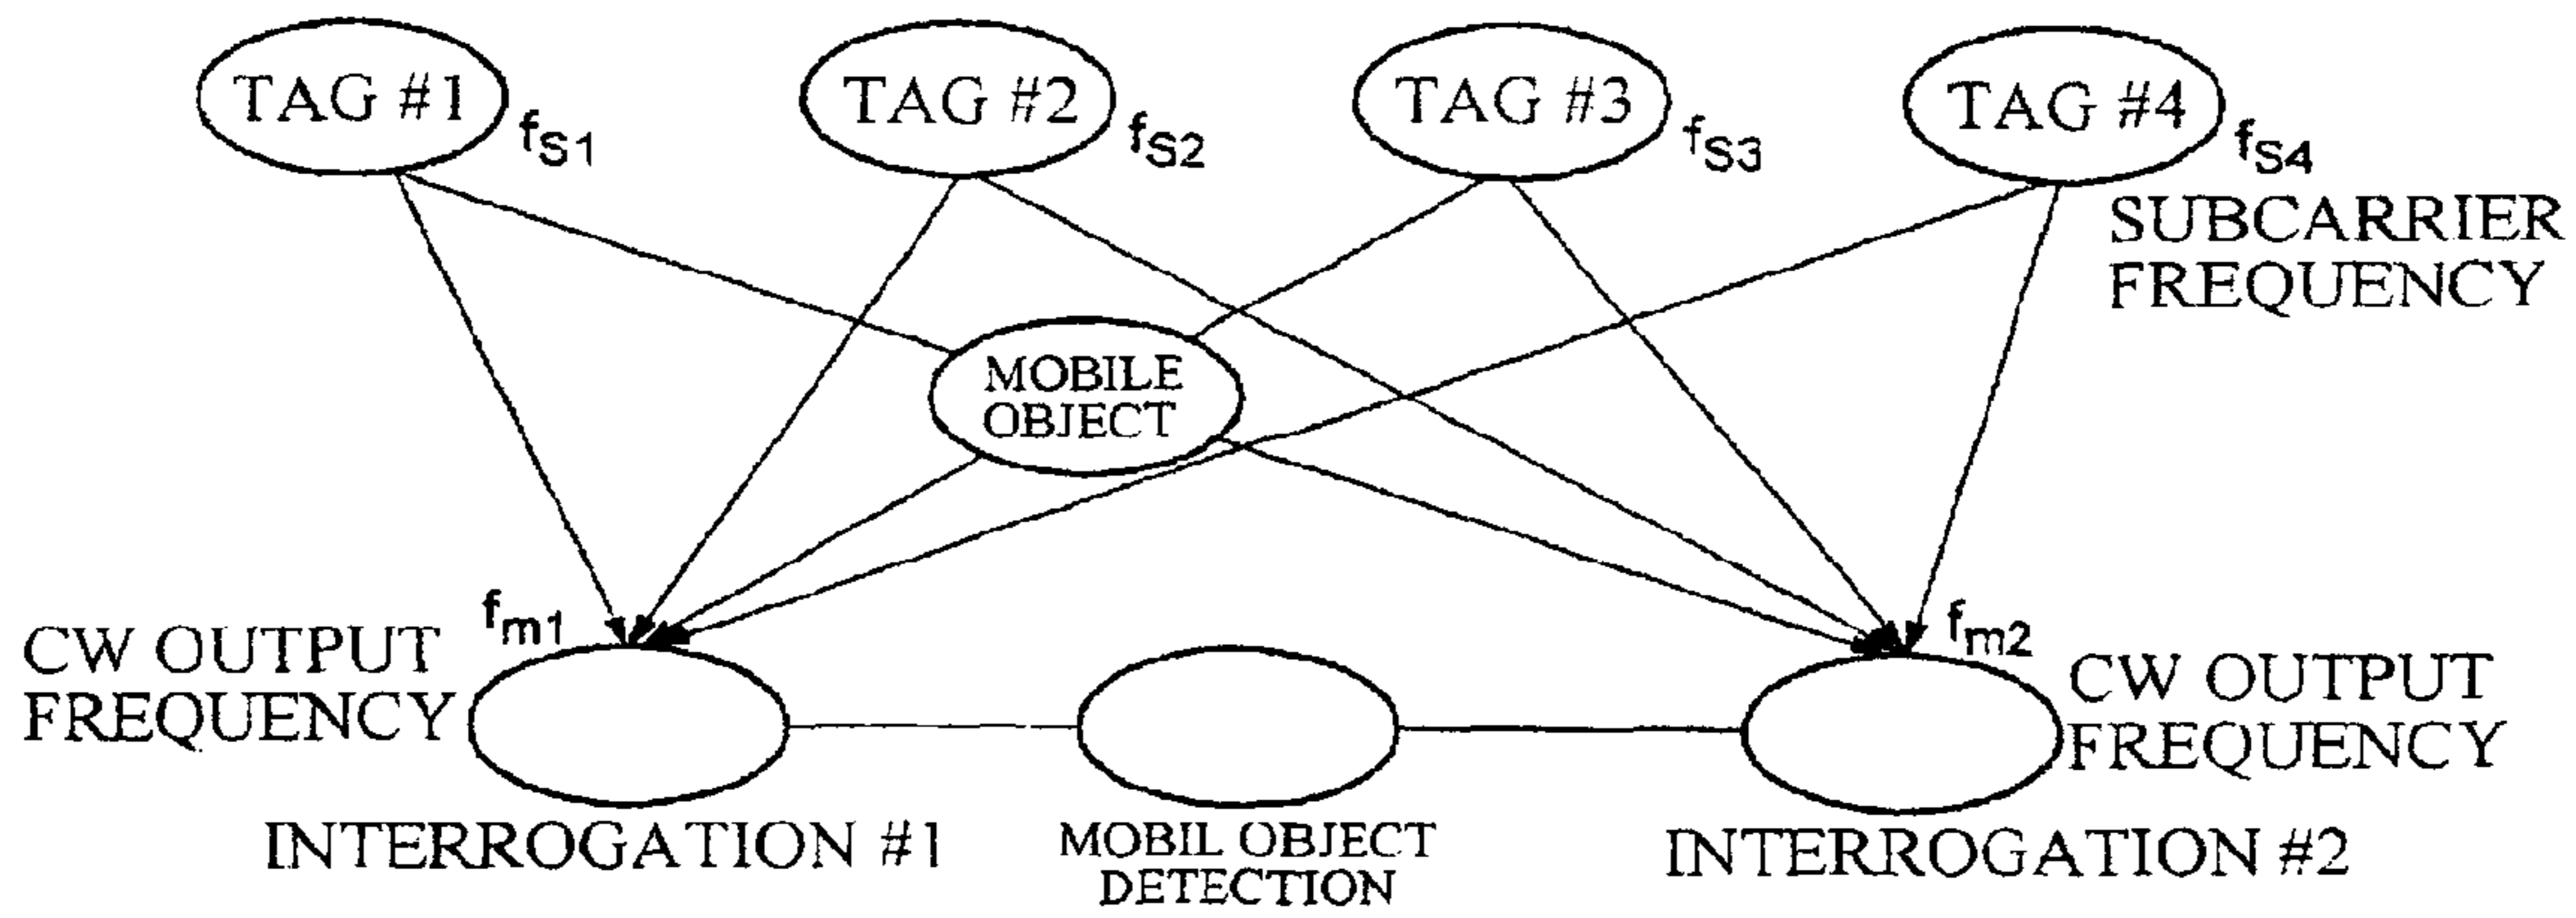 TAG #1
fS1
TAG #2
fS2
TAG #3
fS3
TAG #4
fS4
SUBCARRIER
FREQUENCY
MOBILE
OBJECT
fm1
CW OUTPUT
FREQUENCY
fm2
CW OUTPUT
FREQUENCY
INTERROGATION #1
MOBIL OBJECT
DETECTION
INTERROGATION #2